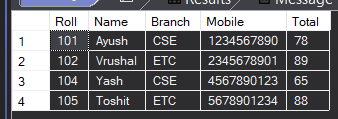 Results Message
Roll Name Branch Mobile Total
1 101 Ayush CSE 1234567890 78
2 102 Vrushal ETC 2345678901 89
3 104 Yash CSE 4567890123 65
4 105 Toshit ETC 5678901234 88